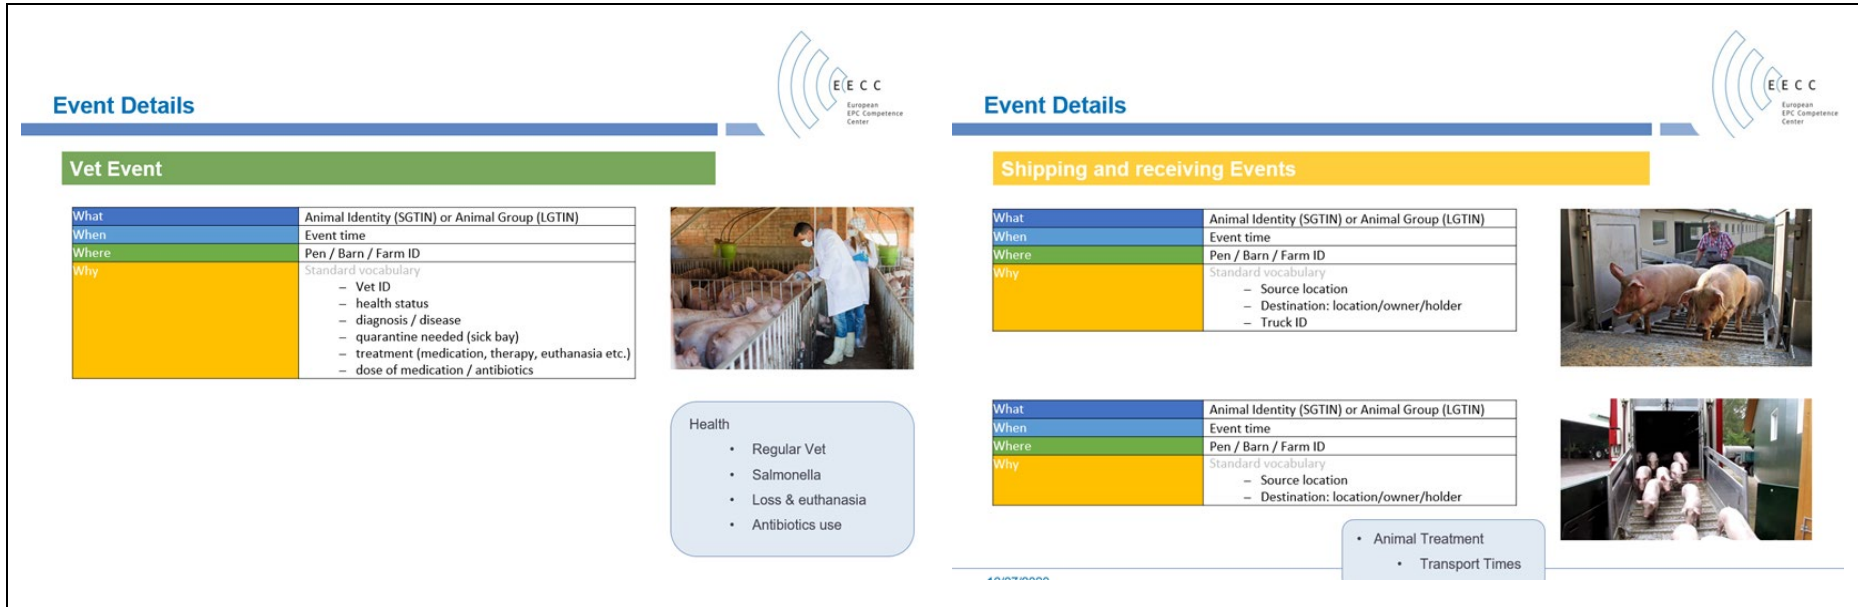 Event Details
EECC
European
EPC Competence
Center
Vet Event
What Animal Identity (SGTIN) or Animal Group (LGTIN)
When Event time
Where Pen / Barn / Farm ID
Why Standard vocabulary
– Vet ID
– health status
– diagnosis / disease
– quarantine needed (sick bay)
– treatment (medication, therapy, euthanasia etc.)
– dose of medication / antibiotics
Health
• Regular Vet
• Salmonella
• Loss & euthanasia
• Antibiotics use
Event Details
EECC
European
EPC Competence
Center
Shipping and receiving Events
What Animal Identity (SGTIN) or Animal Group (LGTIN)
When Event time
Where Pen / Barn / Farm ID
Why Standard vocabulary
– Source location
– Destination: location/owner/holder
– Truck ID
What Animal Identity (SGTIN) or Animal Group (LGTIN)
When Event time
Where Pen / Barn / Farm ID
Why Standard vocabulary
– Source location
– Destination: location/owner/holder
• Animal Treatment
• Transport Times